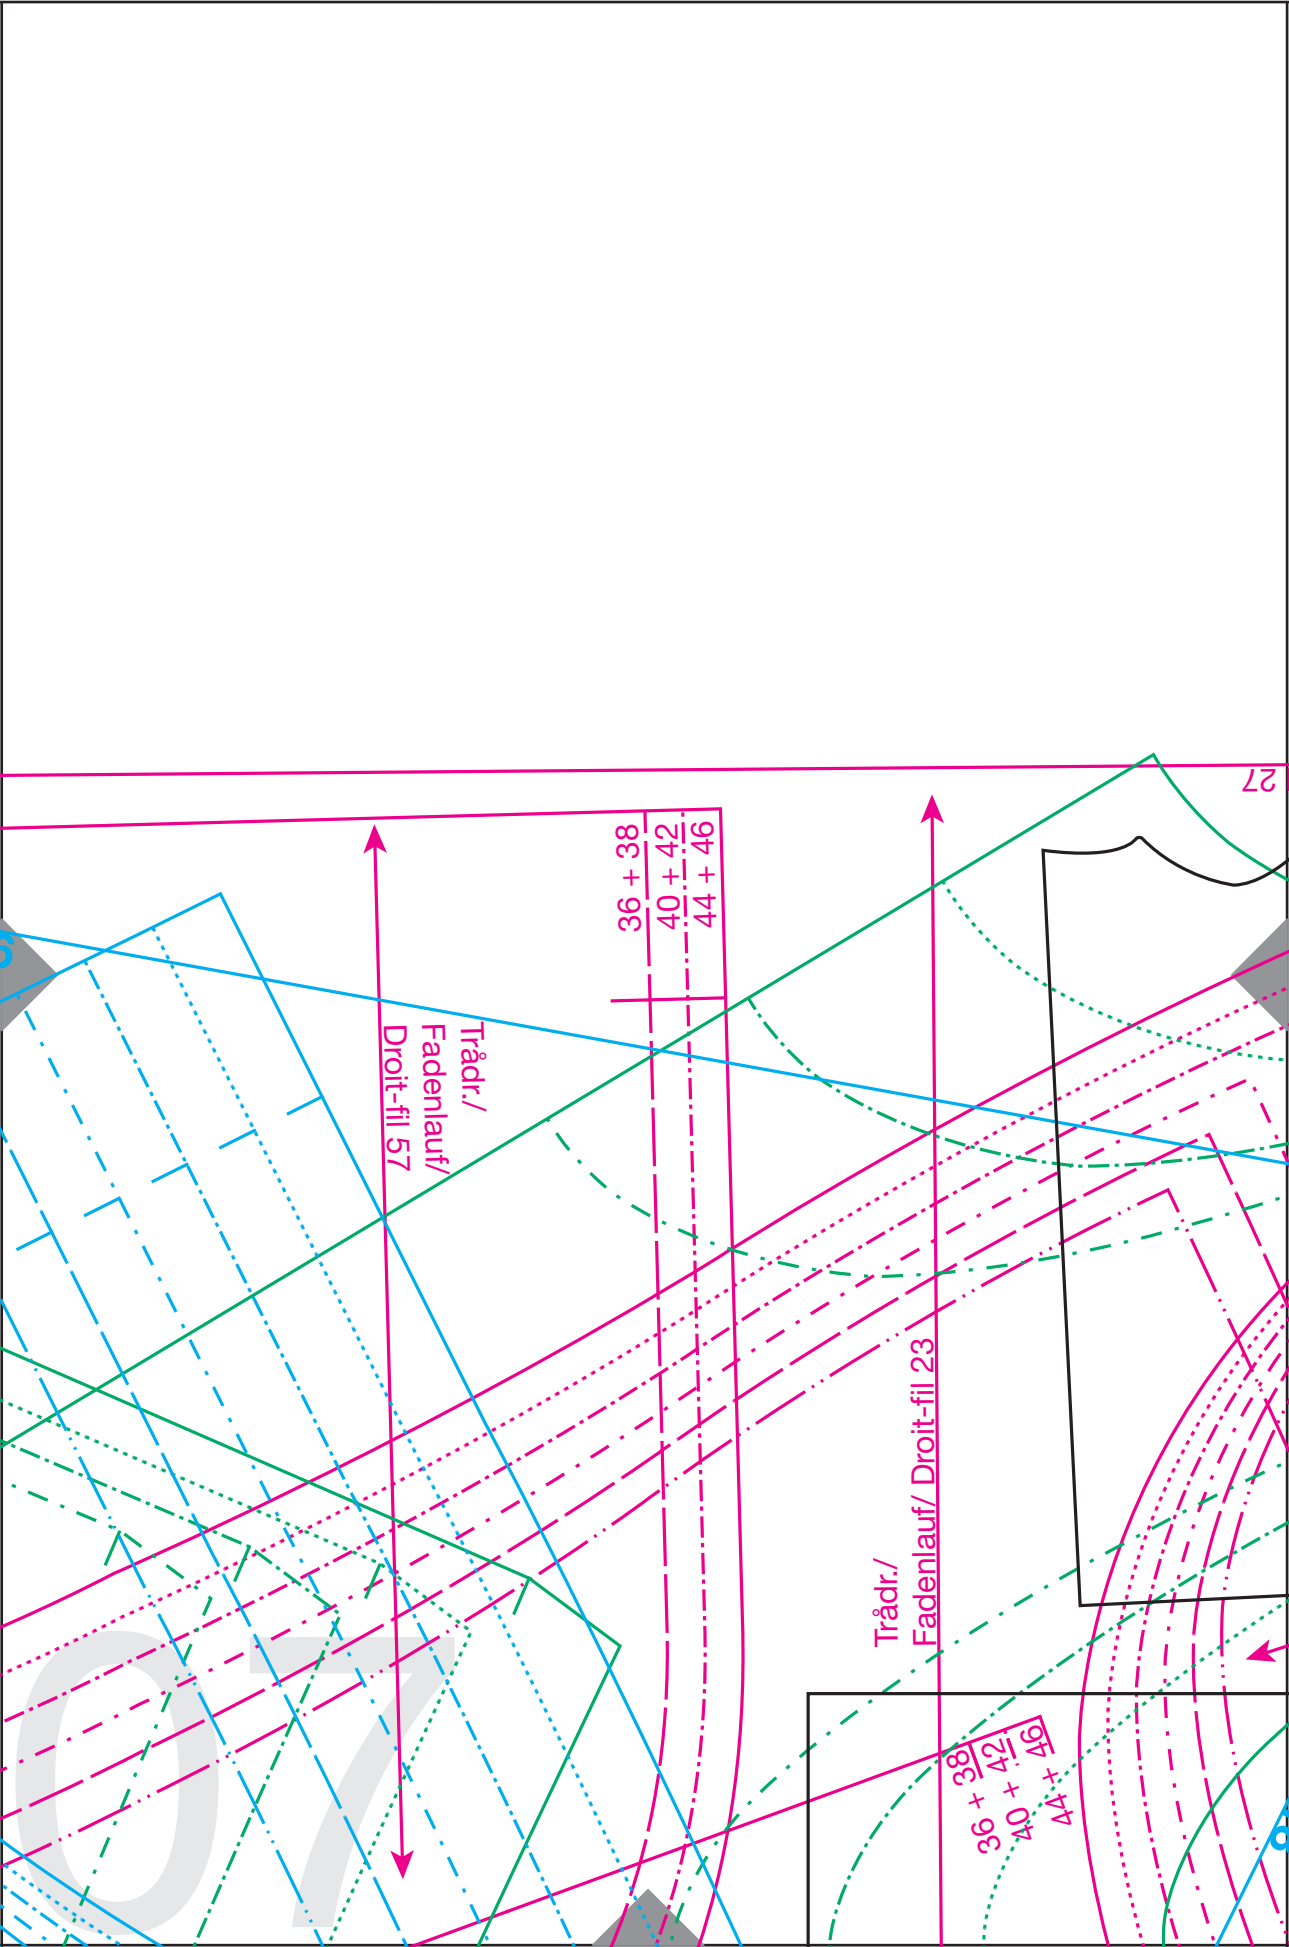 27
36 + 38
40 + 42
44 + 46
Trådr./
Fadenlauf/
Droit-fil 57
Trådr./
Fadenlauf/ Droit-fil 23
36 + 38
40 + 42
44 + 46
07